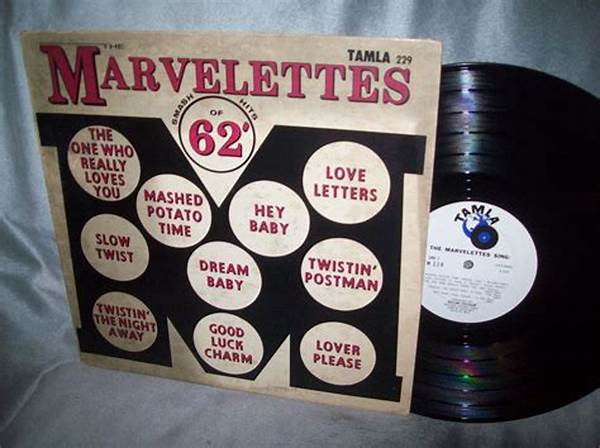 THE
MARVELETTES
TAMLA 229
SMASH HITS
OF
62'
THE
ONE WHO
REALLY
LOVES
YOU
MASHED
POTATO
TIME
HEY
BABY
LOVE
LETTERS
SLOW
TWIST
DREAM
BABY
TWISTIN'
POSTMAN
TWISTIN'
THE NIGHT
AWAY
GOOD
LUCK
CHARM
LOVER
PLEASE
TAMLA
THE MARVELETTES SING